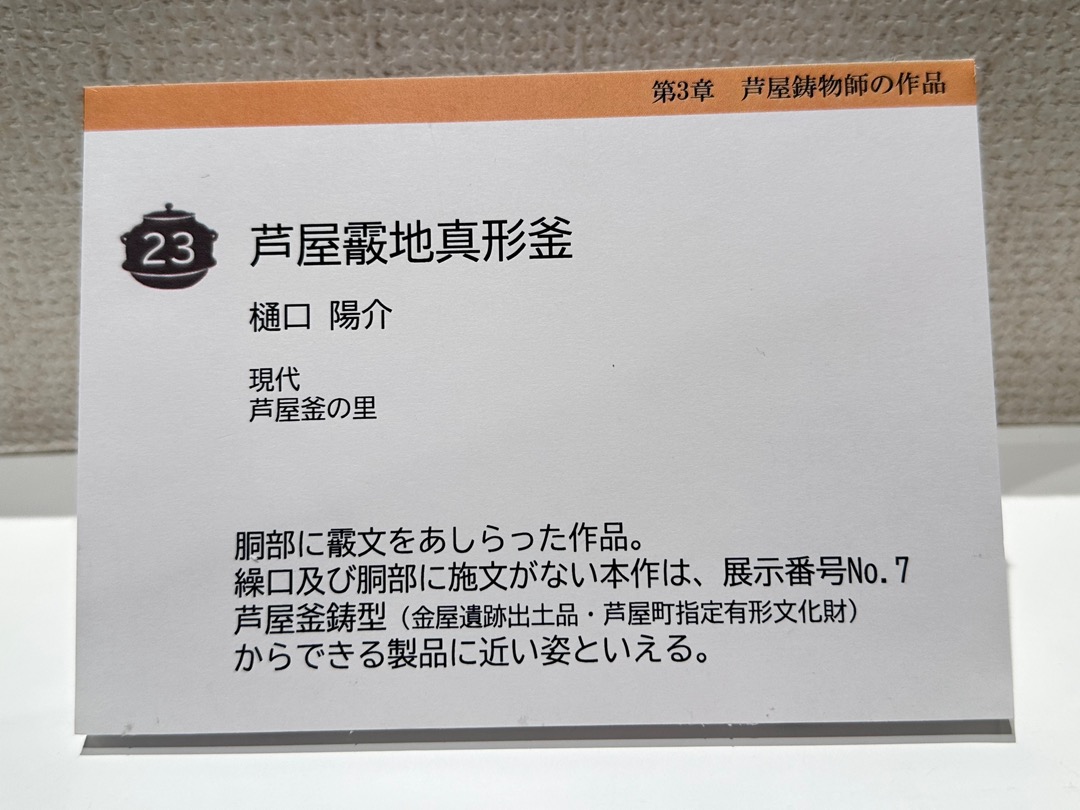 第3章 芦屋鋳物師の作品
23
芦屋霰地真形釜
樋口 陽介
現代
芦屋釜の里
胴部に霰文をあしらった作品。
繰口及び胴部に施文がない本作は、展示番号No.7
芦屋釜鋳型（金屋遺跡出土品・芦屋町指定有形文化財）
からできる製品に近い姿といえる。